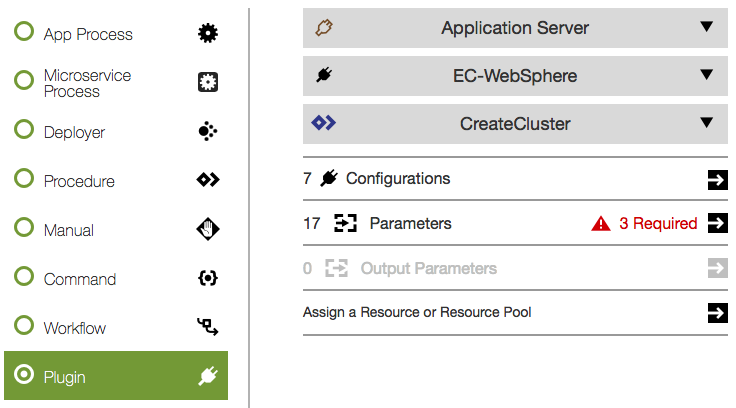 App Process
Microservice
Process
Deployer
Procedure
Manual
Command
Workflow
Plugin
Application Server
EC-WebSphere
CreateCluster
7 Configurations
17 Parameters 3 Required
0 Output Parameters
Assign a Resource or Resource Pool